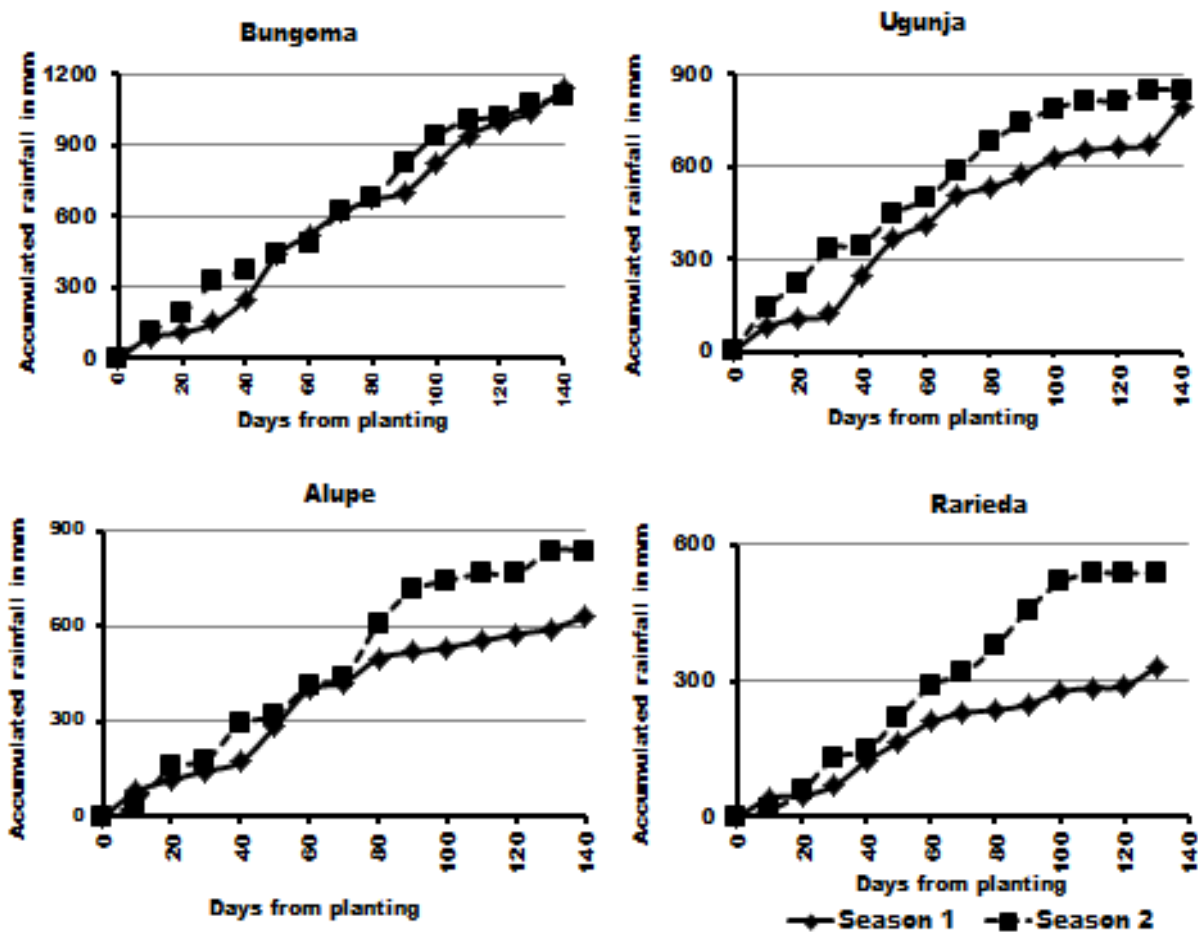 Bungoma
Accumulated rainfall in mm
1200
900
600
300
0
0 20 40 60 80 100 120 140
Days from planting
Ugunja
Accumulated rainfall in mm
900
600
300
0
0 20 40 60 80 100 120 140
Days from planting
Alupe
Accumulated rainfall in mm
900
600
300
0
0 20 40 60 80 100 120 140
Days from planting
Rarieda
Accumulated rainfall in mm
600
300
0
0 20 40 60 80 100 120 140
Days from planting
Season 1 Season 2